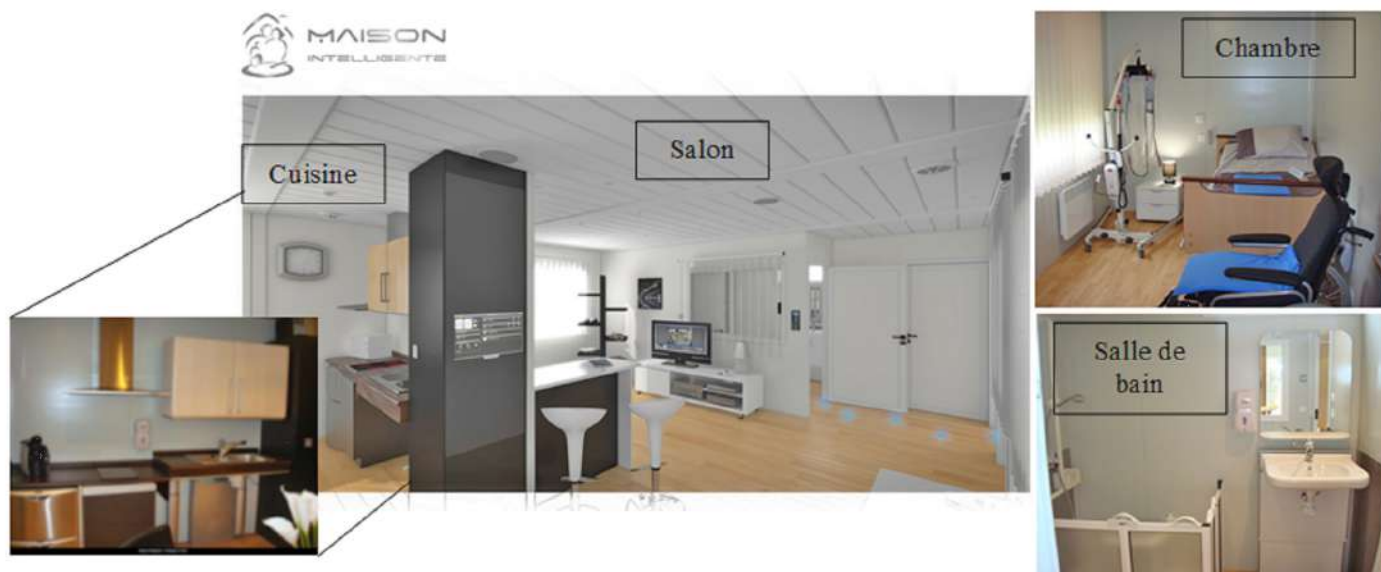 MAISON
INTELLIGENTE
Chambre
Salon
Cuisine
Salle de
bain